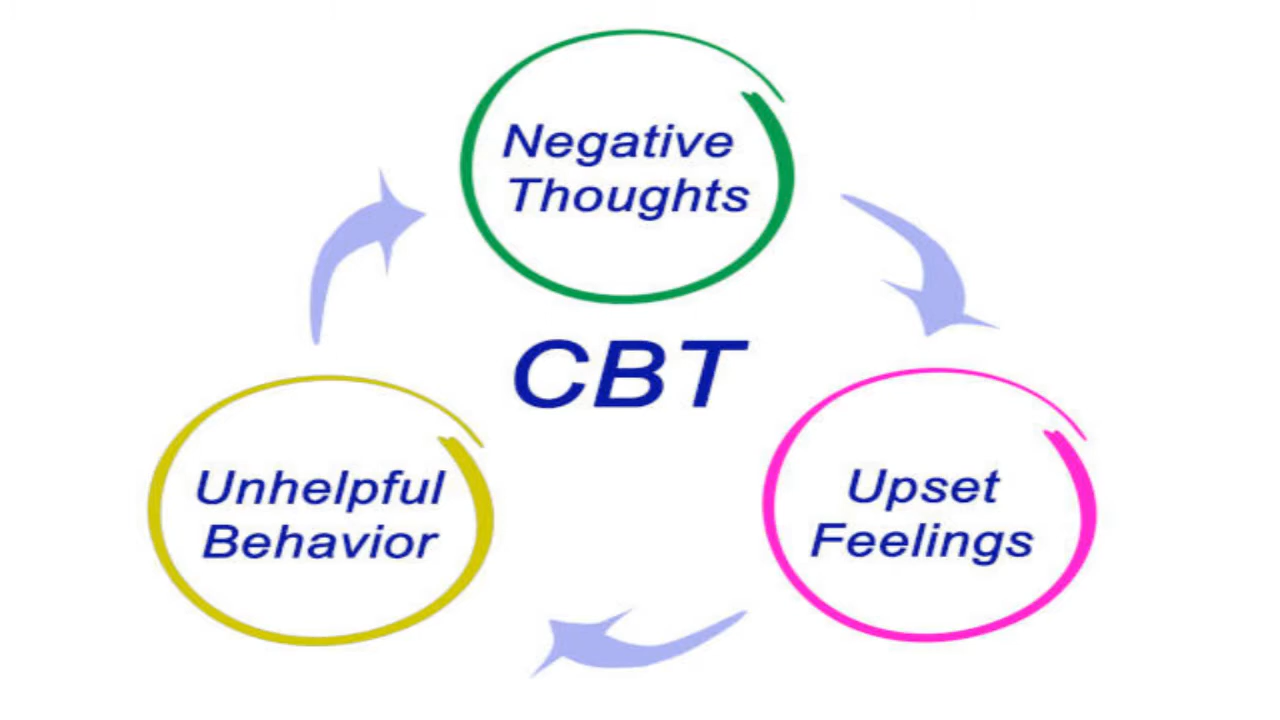 Negative
Thoughts
CBT
Unhelpful
Behavior
Upset
Feelings